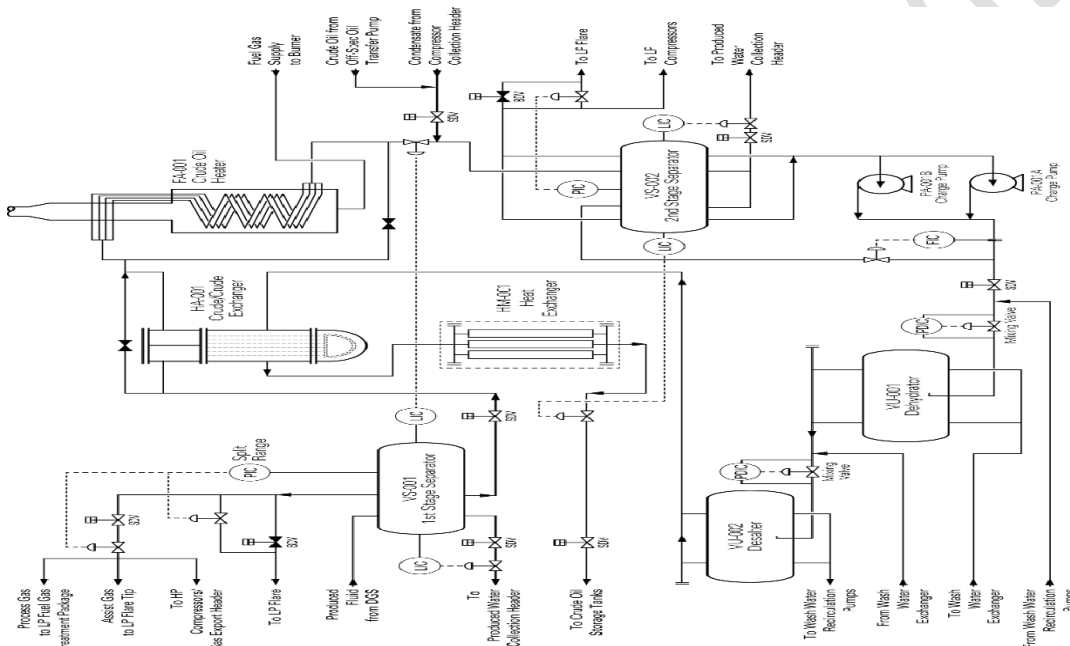 Fuel Gas
Supply
to Burner
Crude Oil from
Off-Spec Oil
Transfer Pump
Condensate from
Compressor
Collection Header
To LP Flare
To LF
Compressors
To Produced
Water
Collection
Header
SDV
BDV
LIC
SDV
FA-001
Crude Oil
Heater
PIC
VS-002
2nd Stage Separator
LIC
PA-001B
Charge Pump
PA-001A
Charge Pump
FIC
SDV
HA-001
Crude/Crude
Exchanger
HM-001
Heat
Exchanger
PDIC
Mixing Valve
VU-001
Dehydrator
LIC
SDV
Split
Range
PIC
VS-001
1st Stage Separator
SDV
BDV
LIC
SDV
SDV
PDIC
Mixing
Valve
VU-002
Desalter
Process Gas
to LP Fuel Gas
Treatment Package
Assist Gas
to LP Flare Tip
To HP
Compressors/
Gas Export Header
To LP Flare
Produced
Fluid
from DGS
To
Produced Water
Collection Header
To Crude Oil
Storage Tanks
To Wash Water
Recirculation
Pumps
From Wash
Water
Exchanger
To Wash
Water
Exchanger
From Wash Water
Recirculation
Pumps